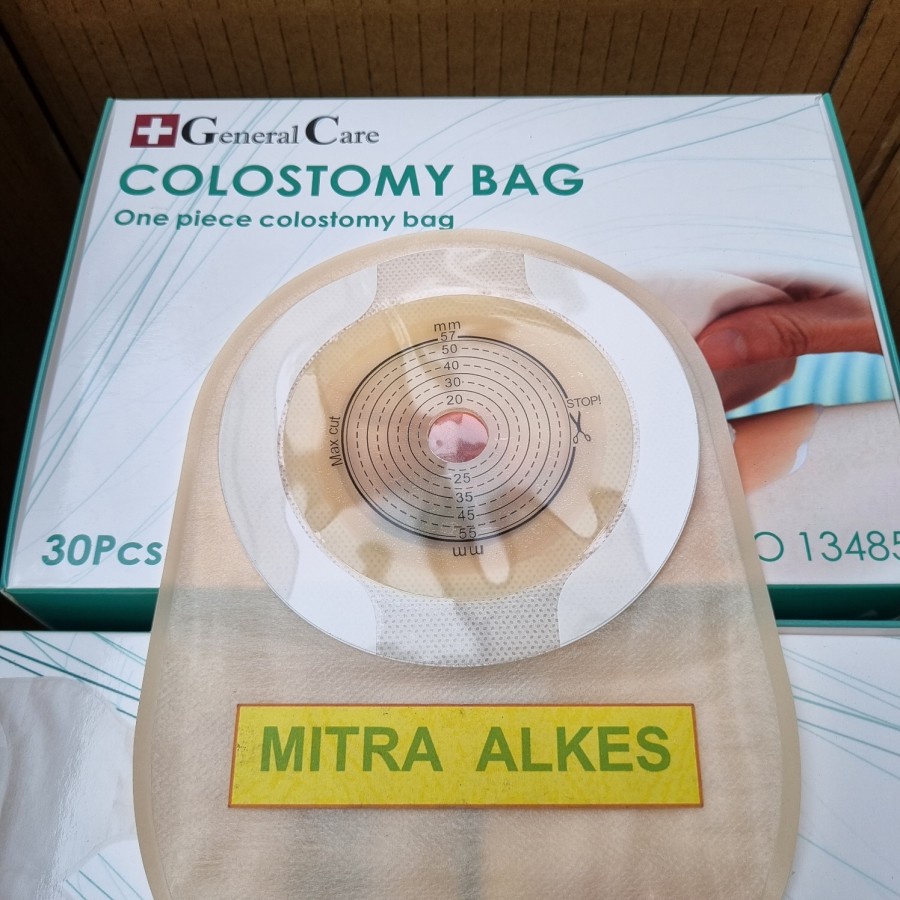 General Care
COLOSTOMY BAG
One piece colostomy bag
mm
57
50
40
30
20
STOP!
Max cut
25
35
45
55
mm
30Pcs
O 13485
MITRA ALKES